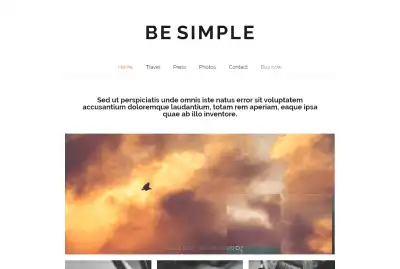 BE SIMPLE
Home Travel Press Photos Contact Buy now
Sed ut perspiciatis unde omnis iste natus error sit voluptatem
accusantium doloremque laudantium, totam rem aperiam, eaque ipsa
quae ab illo inventore.